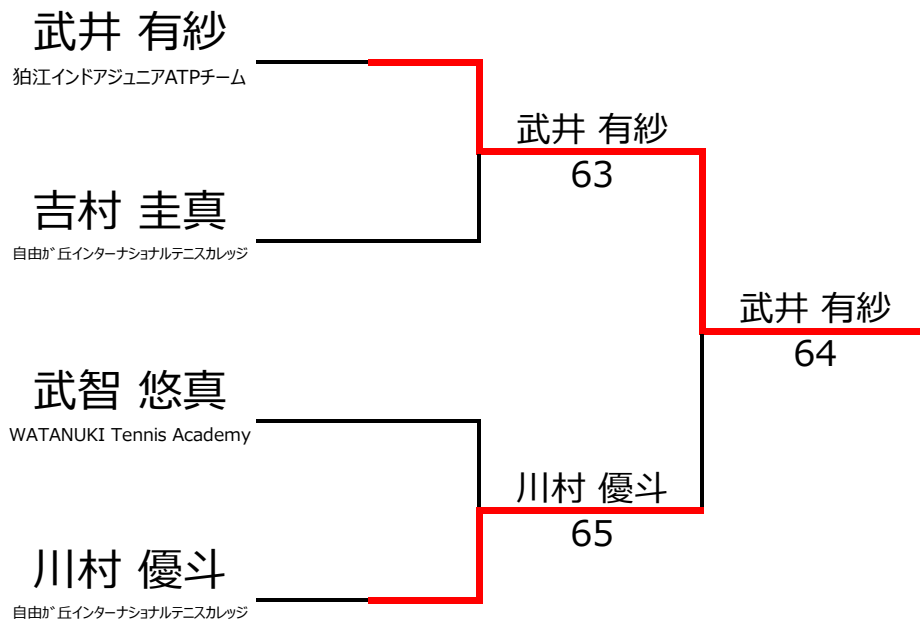 武井 有紗
狛江インドアジュニアATPチーム
武井 有紗
63
吉村 圭真
自由ガ丘インターナショナルテニスカレッジ
武井 有紗
64
武智 悠真
WATANUKI Tennis Academy
川村 優斗
65
川村 優斗
自由ガ丘インターナショナルテニスカレッジ